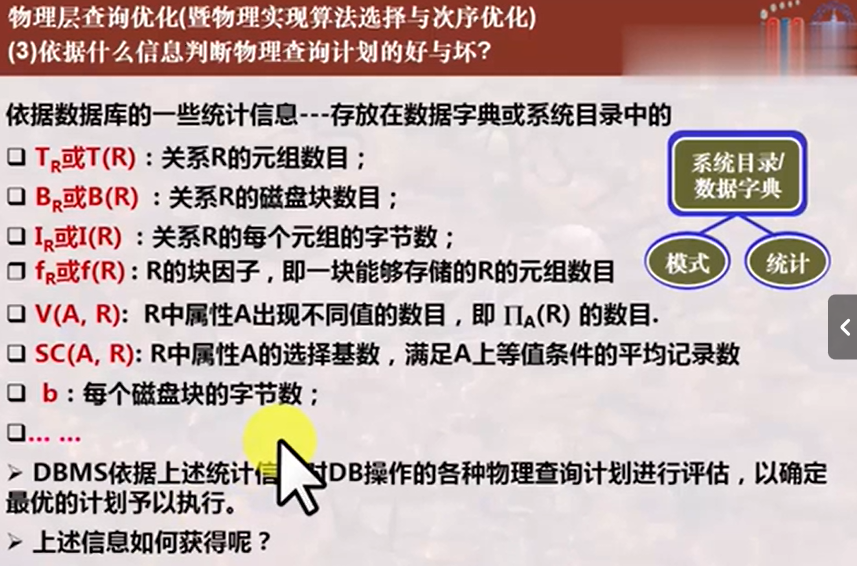 物理层查询优化(暨物理实现算法选择与次序优化)
(3)依据什么信息判断物理查询计划的好与坏?
依据数据库的一些统计信息---存放在数据字典或系统目录中的
❑ TR或T(R)：关系R的元组数目；
❑ BR或B(R) ：关系R的磁盘块数目；
❑ IR或I(R) ：关系R的每个元组的字节数；
❑ fR或f(R)：R的块因子，即一块能够存储的R的元组数目
❑ V(A, R): R中属性A出现不同值的数目，即 ∏A(R) 的数目.
❑ SC(A, R): R中属性A的选择基数，满足A上等值条件的平均记录数
❑ b：每个磁盘块的字节数；
❑... ...
系统目录/
数据字典
模式
统计
➢ DBMS依据上述统计信 对DB操作的各种物理查询计划进行评估，以确定
最优的计划予以执行。
➢ 上述信息如何获得呢？